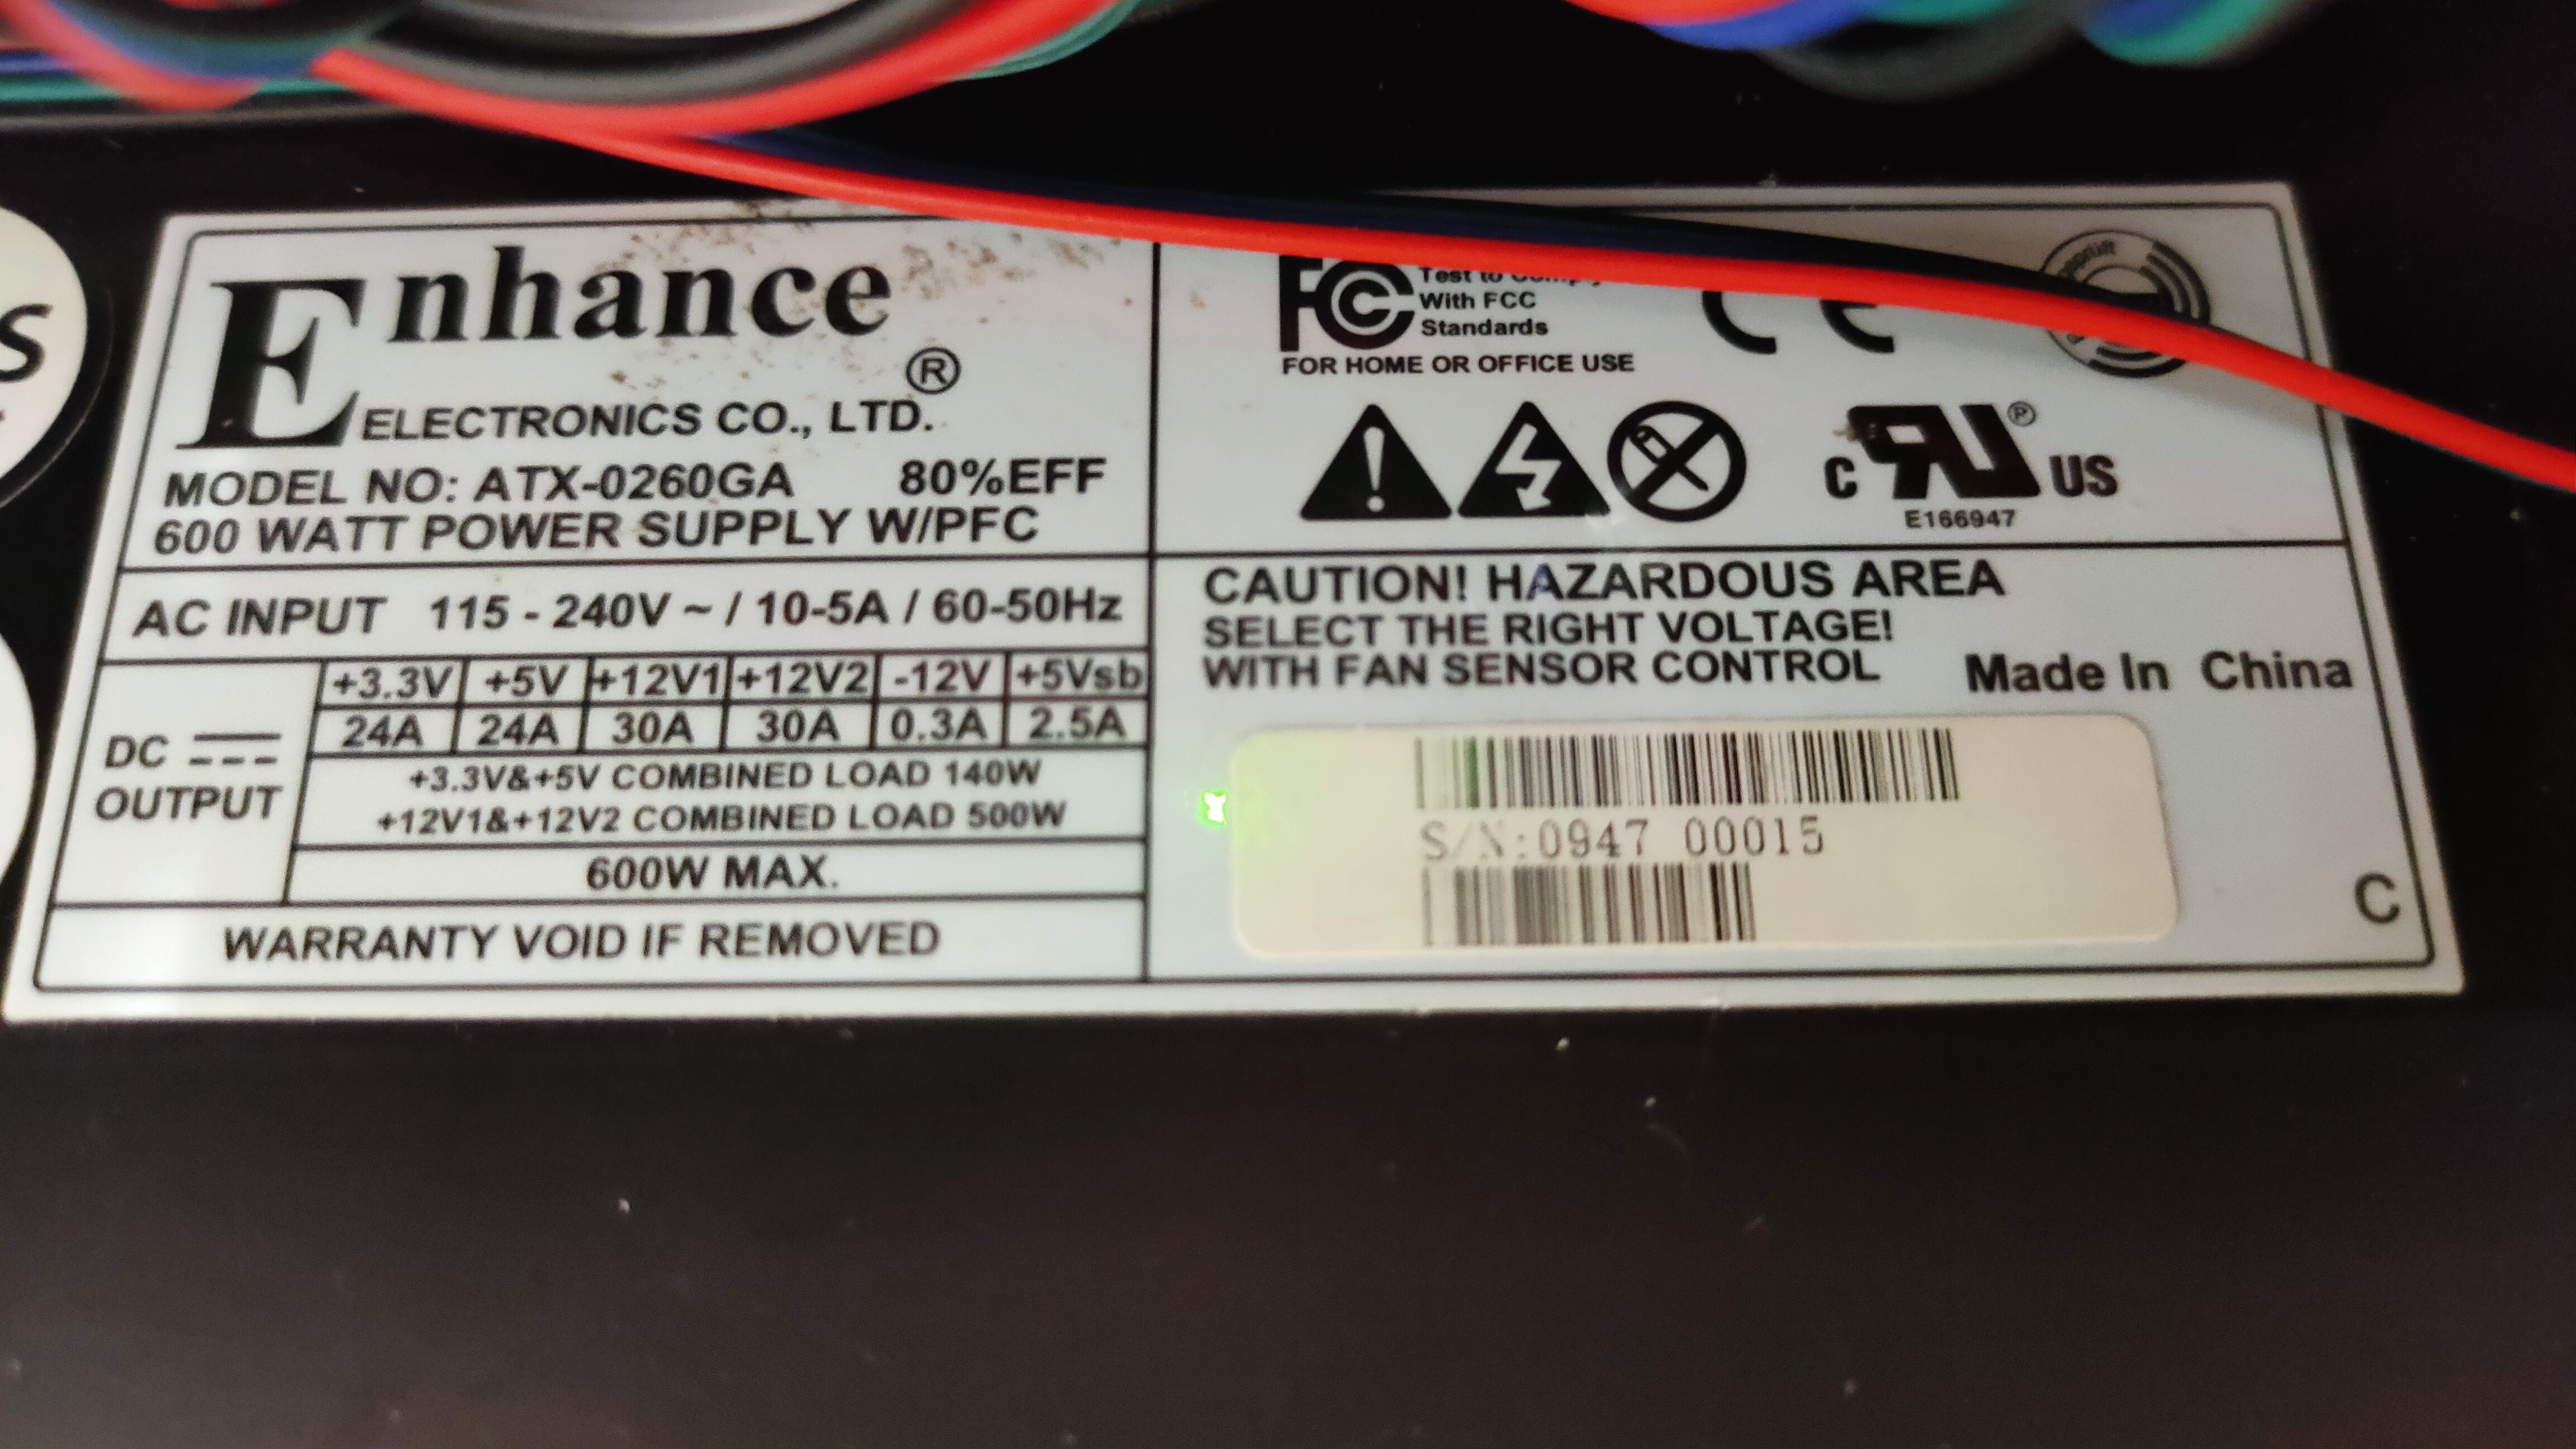 Enhance
®
ELECTRONICS CO., LTD.
MODEL NO: ATX-0260GA 80%EFF
600 WATT POWER SUPPLY W/PFC
AC INPUT 115 - 240V ~ / 10-5A / 60-50Hz
DC OUTPUT
+3.3V +5V +12V1 +12V2 -12V +5Vsb
24A 24A 30A 30A 0.3A 2.5A
+3.3V&+5V COMBINED LOAD 140W
+12V1&+12V2 COMBINED LOAD 500W
600W MAX.
WARRANTY VOID IF REMOVED
FC Test to Comply
With FCC
Standards
FOR HOME OR OFFICE USE
CE
C RU US
E166947
CAUTION! HAZARDOUS AREA
SELECT THE RIGHT VOLTAGE!
WITH FAN SENSOR CONTROL
Made In China
S/N:0947 00015
C
S